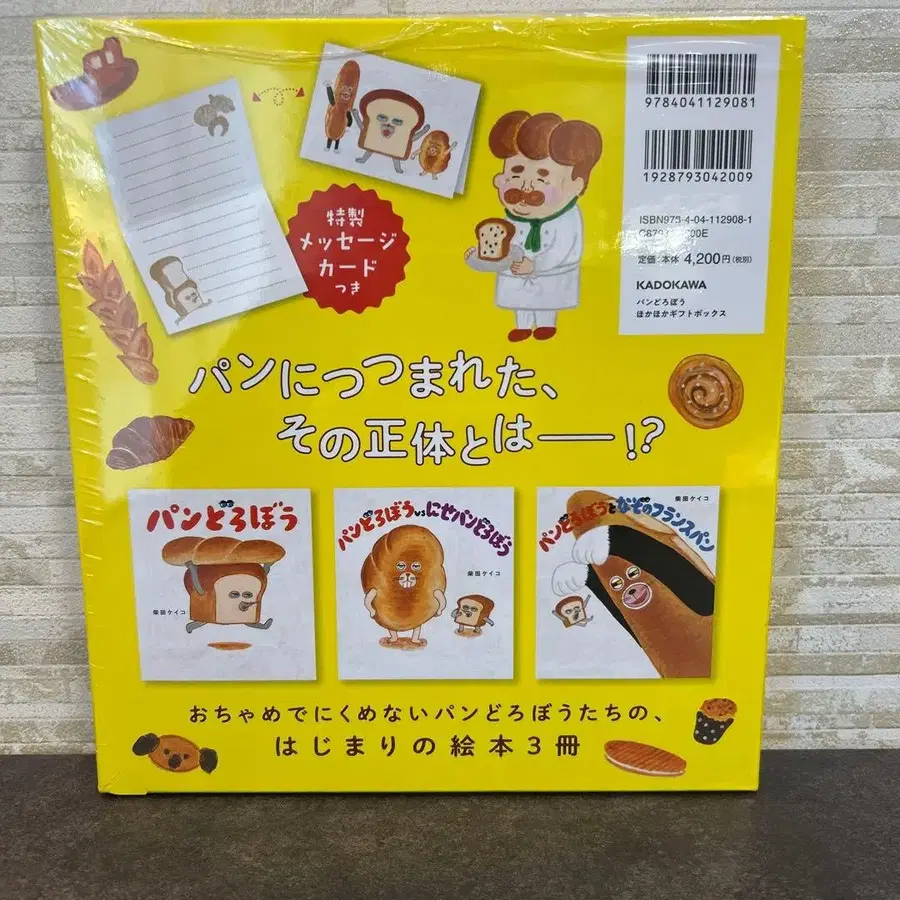 9784041129081
1928793042009
ISBN978-4-04-112908-1
定価:本体4,200円(税別)
KADOKAWA
パンどろぼう
ほかほかギフトボックス
特製
メッセージ
カード
つき
パンにつつまれた、
その正体とは——!?
パンどろぼう
柴田ケイコ
パンどろぼうvsにせパンどろぼう
柴田ケイコ
柴田ケイコ
パンどろぼうとなぞのフランスパン
おちゃめでにくめないパンどろぼうたちの、
はじまりの絵本3冊